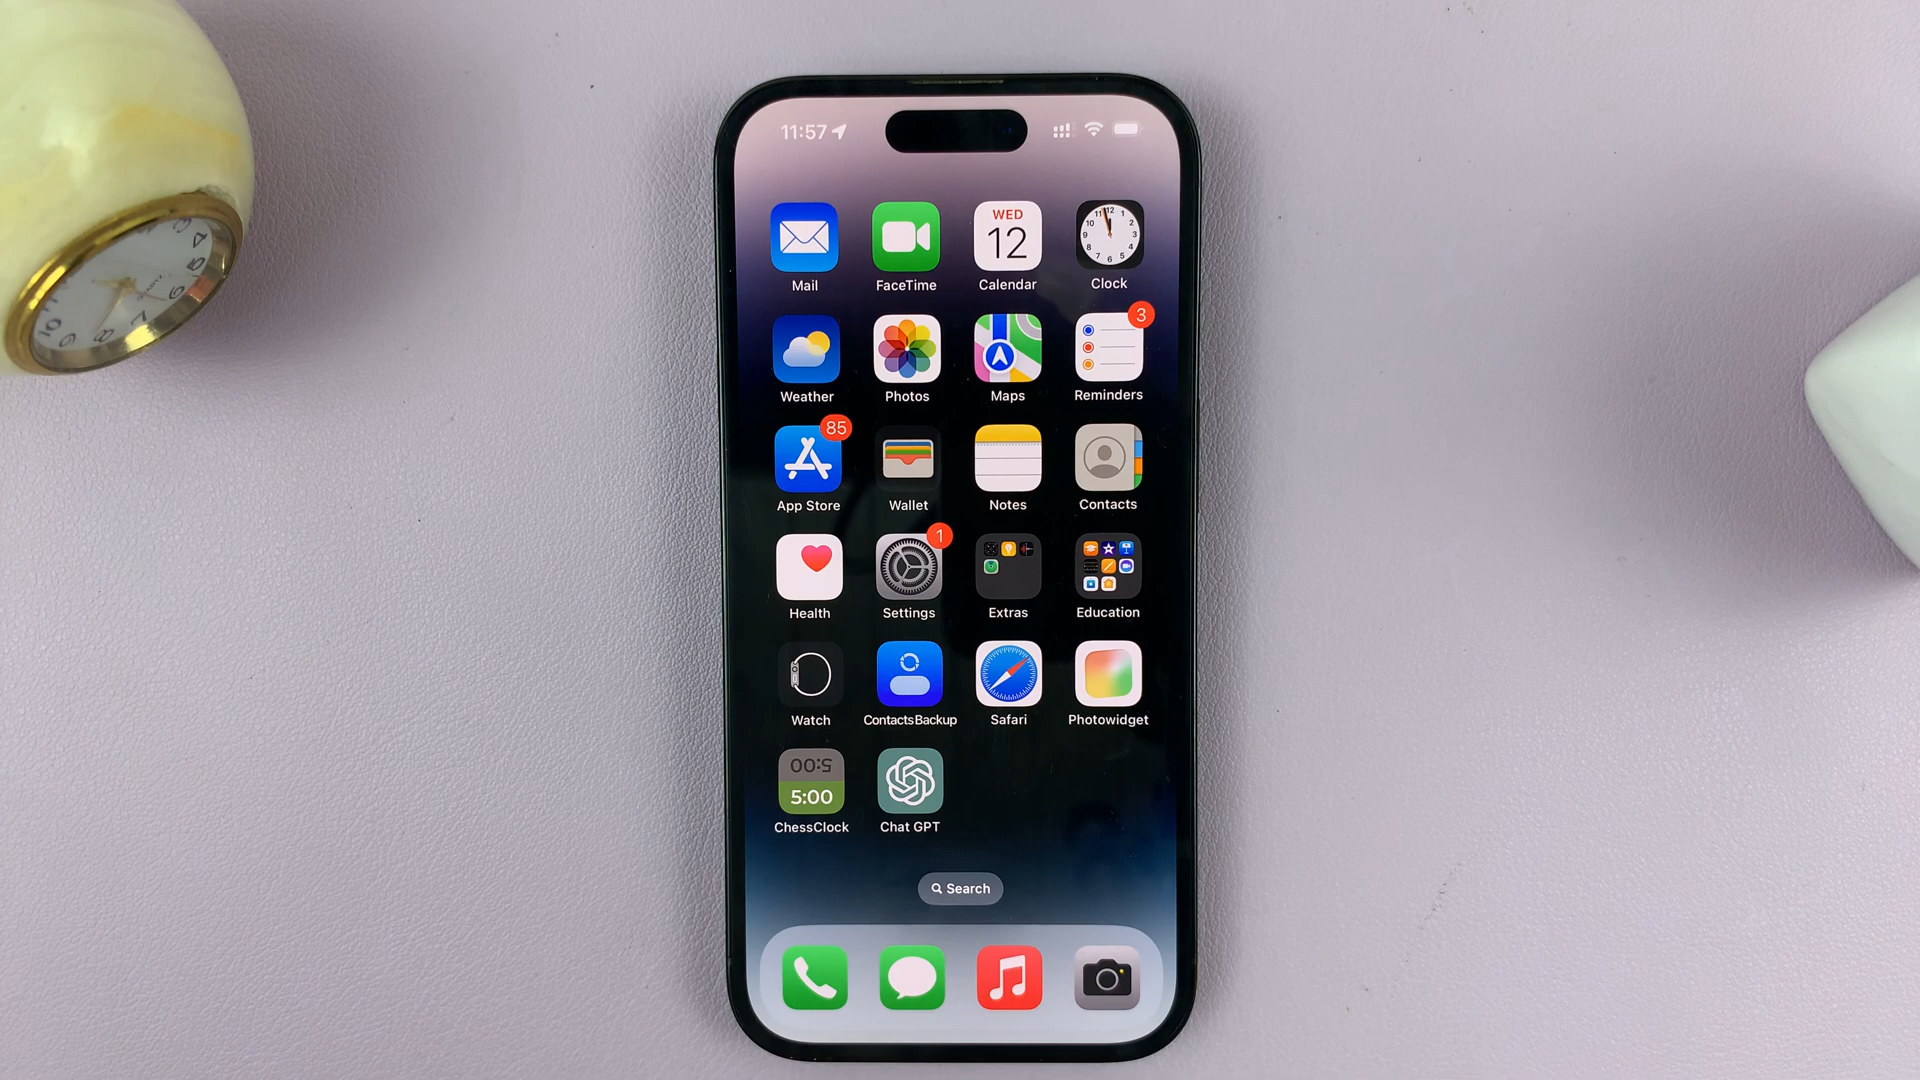 11:57
WED
12
Mail FaceTime Calendar Clock
3
Weather Photos Maps Reminders
85
App Store Wallet Notes Contacts
1
Health Settings Extras Education
Watch ContactsBackup Safari Photowidget
5:00
5:00
ChessClock Chat GPT
Search